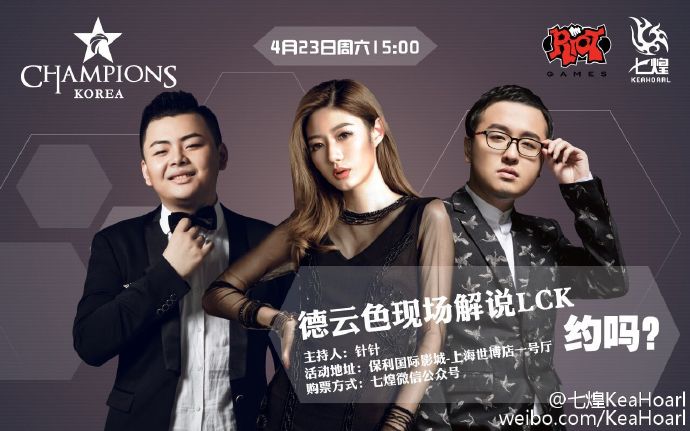 CHAMPIONS
KOREA
4月23日周六15:00
RIOT
GAMES
七煌
KEAHOARL
德云色现场解说LCK
约吗?
主持人：针针
活动地址：保利国际影城-上海世博店一号厅
购票方式：七煌微信公众号
@七煌KeaHoarl
weibo.com/KeaHoarl